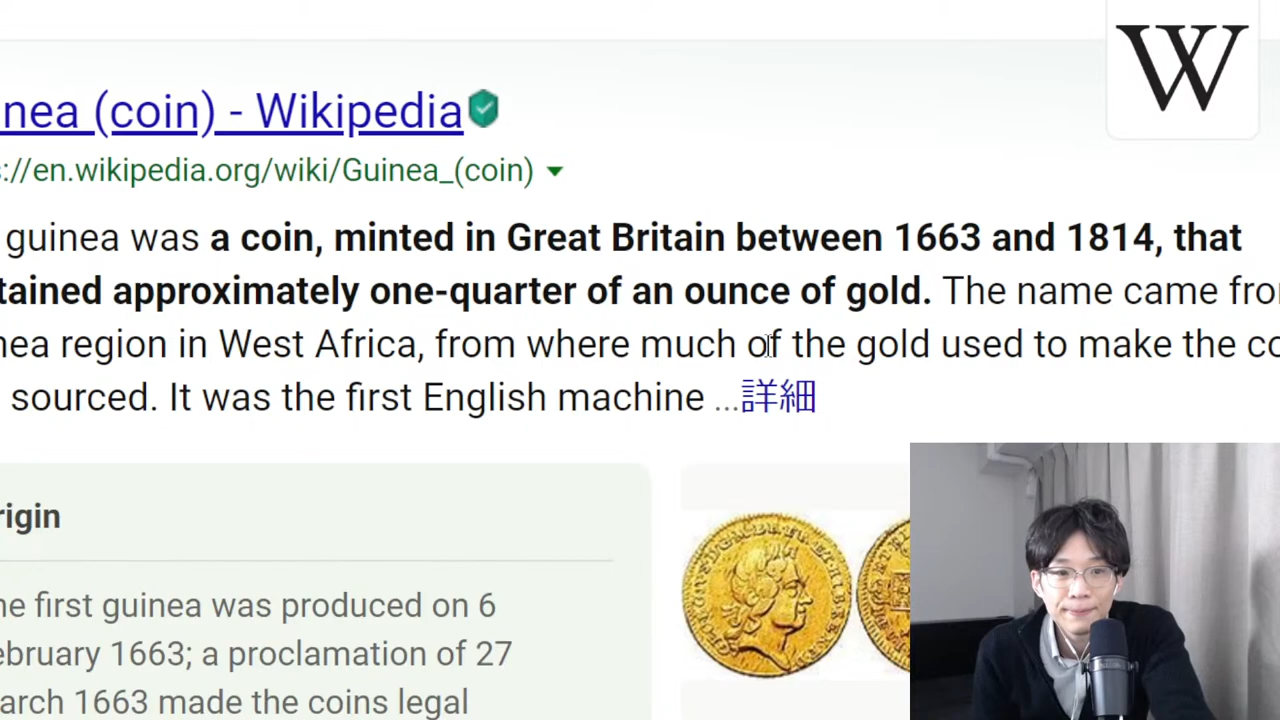 W
nea (coin) - Wikipedia
://en.wikipedia.org/wiki/Guinea_(coin)
guinea was a coin, minted in Great Britain between 1663 and 1814, that
tained approximately one-quarter of an ounce of gold. The name came fro
nea region in West Africa, from where much of the gold used to make the co
sourced. It was the first English machine ...詳細
rigin
he first guinea was produced on 6
ebruary 1663; a proclamation of 27
arch 1663 made the coins legal